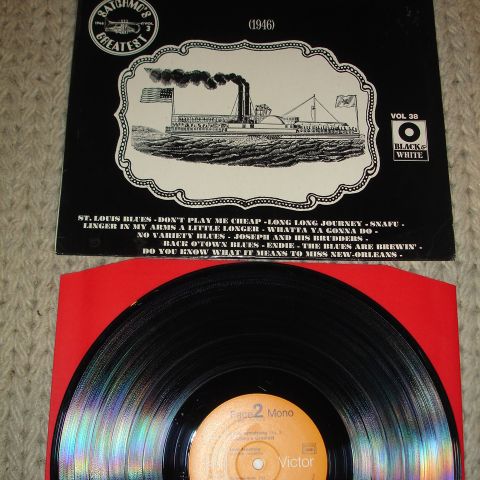 SATCHMO'S
GREATEST
VOL
3
(1946)
VOL 38
BLACK &
WHITE
ST. LOUIS BLUES - DON'T PLAY ME CHEAP - LONG LONG JOURNEY - SNAFU -
LINGER IN MY ARMS A LITTLE LONGER - WHATTA YA GONNA DO -
NO VARIETY BLUES - JOSEPH AND HIS BRUDDERS -
BACK O'TOWN BLUES - ENDIE - THE BLUES ARE BREWIN' -
DO YOU KNOW WHAT IT MEANS TO MISS NEW-ORLEANS -
Face 2 Mono
Victor